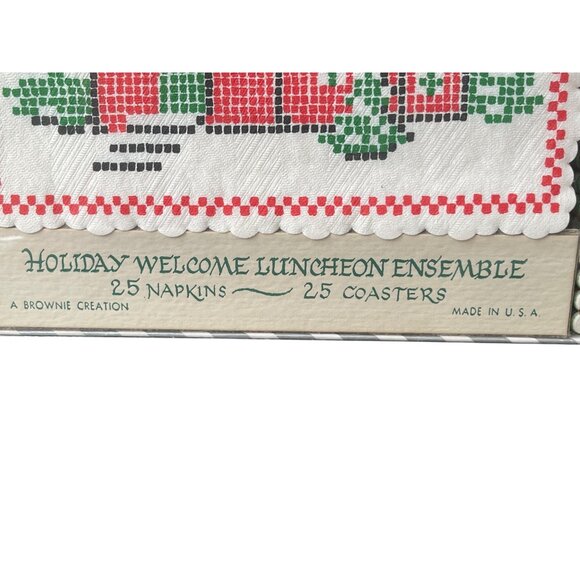 HOLIDAY WELCOME LUNCHEON ENSEMBLE
25 NAPKINS ~ 25 COASTERS
A BROWNIE CREATION
MADE IN U. S. A.